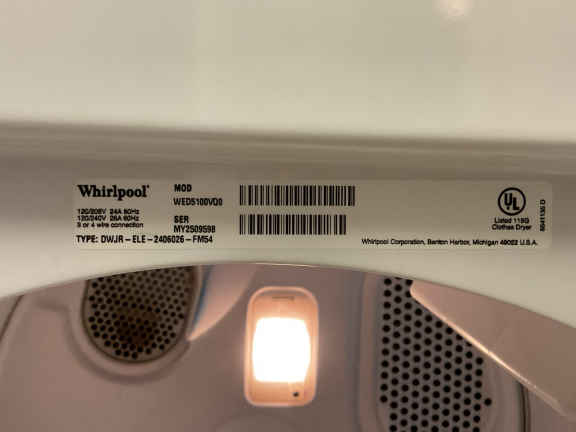 Whirlpool®
120/208V 24A 60Hz
120/240V 26A 60Hz
3 or 4 wire connection
TYPE: DWJR-ELE-2406026-FM54
MOD
WED5100VQ0
SER
MY2509598
UL
Listed 119G
Clothes Dryer
Whirlpool Corporation, Benton Harbor, Michigan 49022 U.S.A.